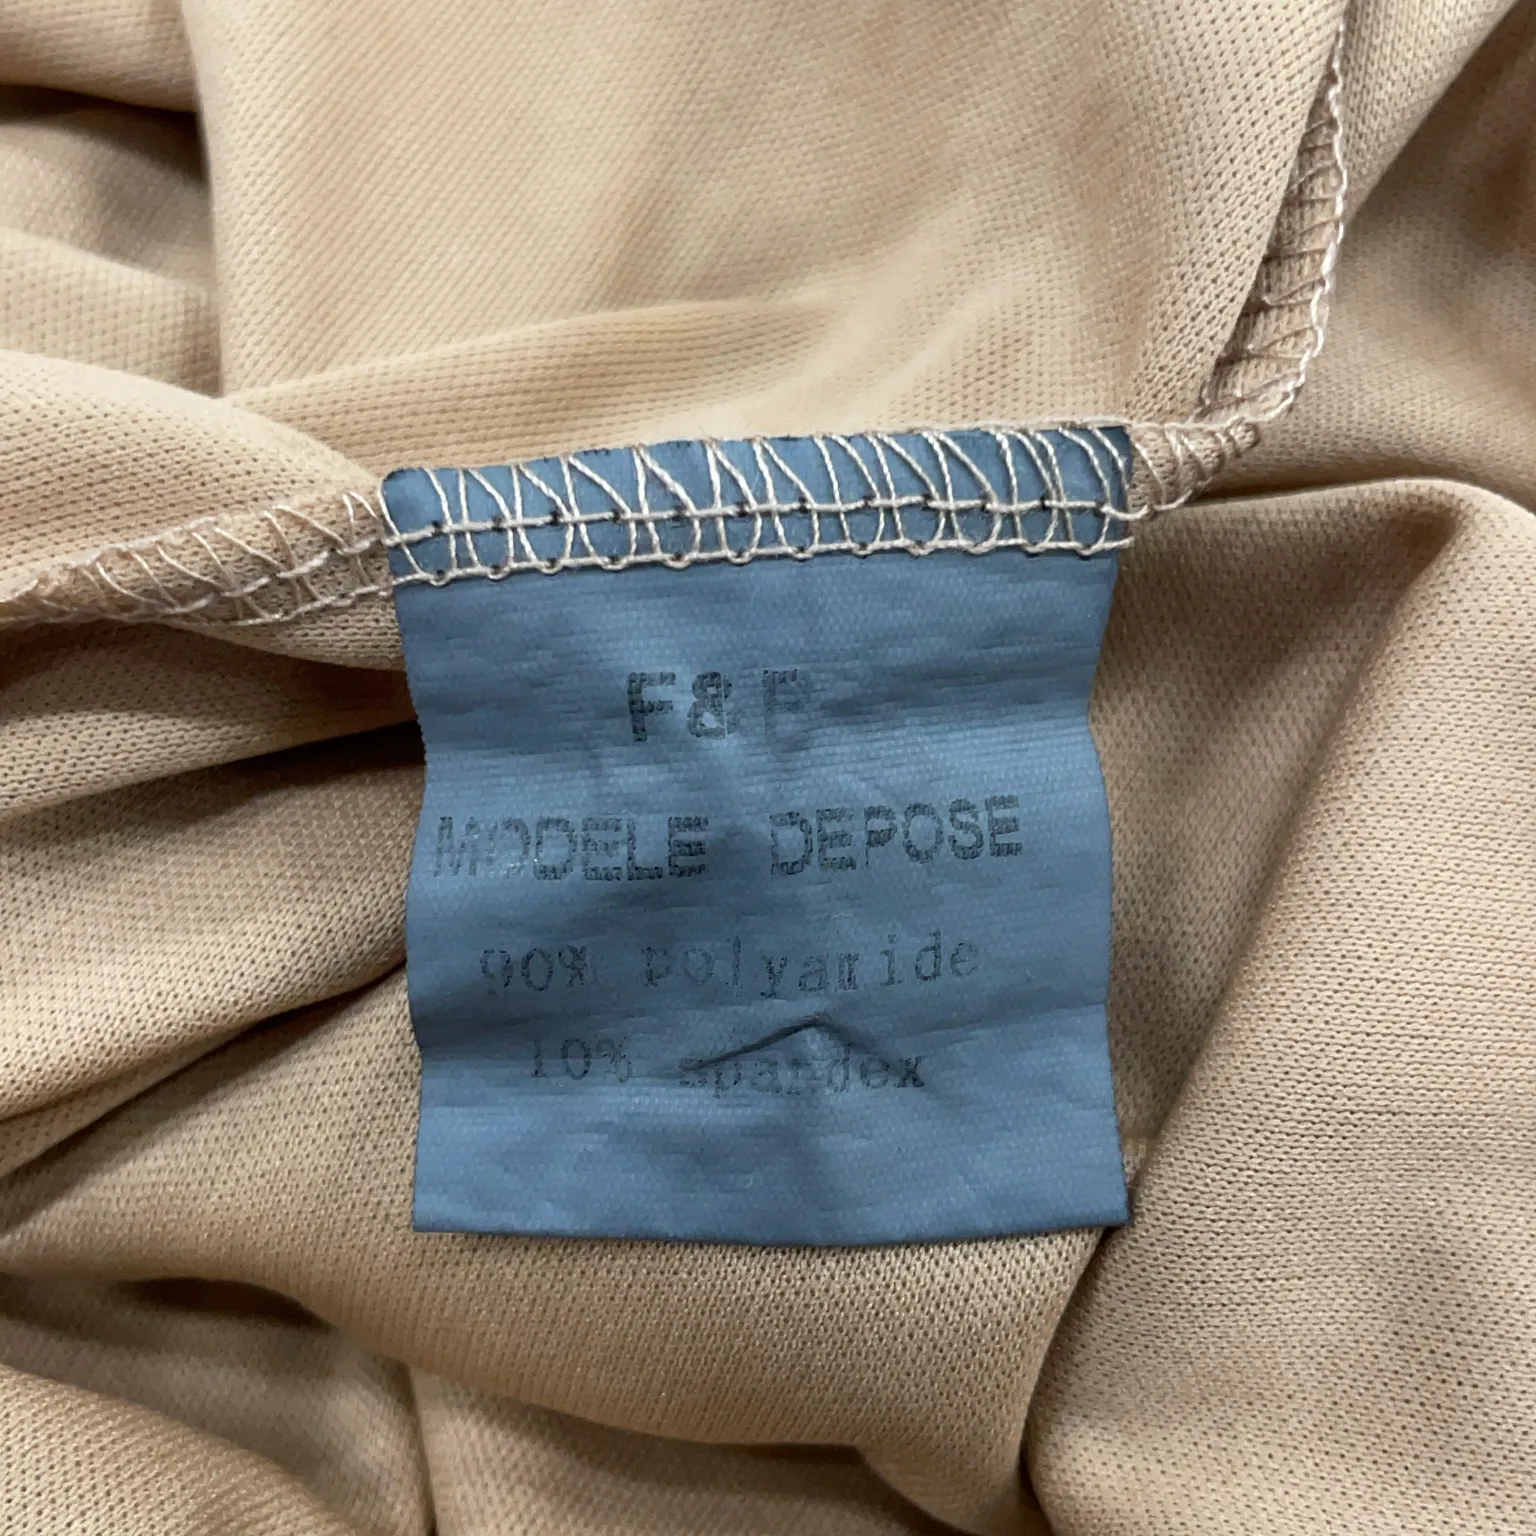 F&P
MODELE DEPOSE
90% polyamide
10% spandex